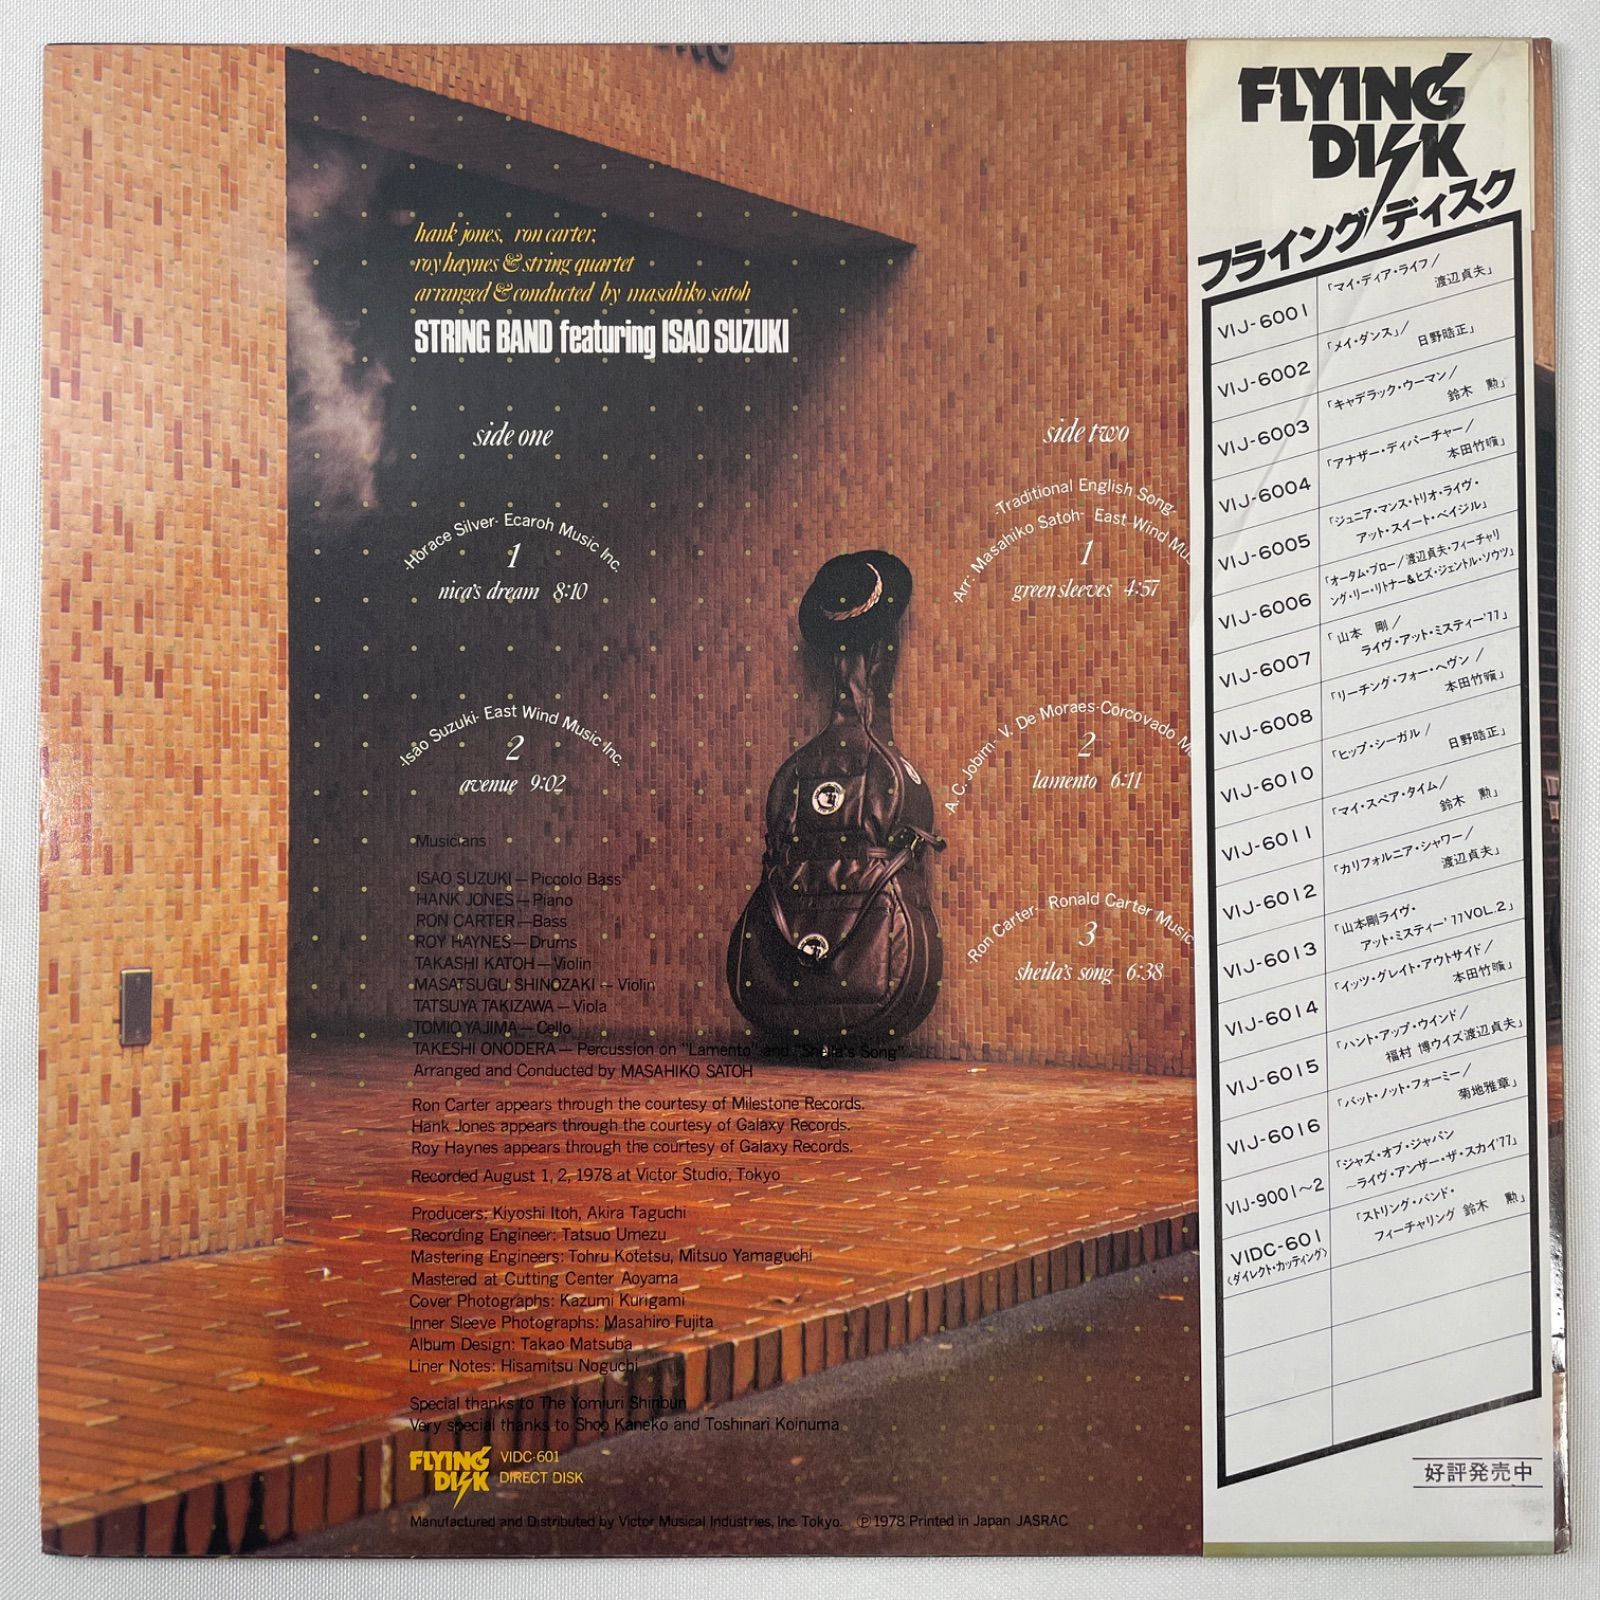 hank jones, ron carter,
roy haynes & string quartet
arranged & conducted by masahiko satoh
STRING BAND featuring ISAO SUZUKI
side one
·Horace Silver· Ecaroh Music Inc.
1
nica's dream 8:10
·Isao Suzuki· East Wind Music Inc.
2
avenue 9:02
side two
·Traditional English Song·
·Arr: Masahiko Satoh· East Wind
1
green sleeves 4:57
A.C. Jobim· V. De Moraes·Corcovado
2
lamento 6:11
·Ron Carter· Ronald Carter Music
3
sheila's song 6:38
Musicians
ISAO SUZUKI—Piccolo Bass
HANK JONES—Piano
RON CARTER—Bass
ROY HAYNES—Drums
TAKASHI KATOH—Violin
MASATSUGU SHINOZAKI—Violin
TATSUYA TAKIZAWA—Viola
TOMIO YAJIMA—Cello
TAKESHI ONODERA—Percussion on "Lamento" and "Sheila's Song"
Arranged and Conducted by MASAHIKO SATOH
Ron Carter appears through the courtesy of Milestone Records.
Hank Jones appears through the courtesy of Galaxy Records.
Roy Haynes appears through the courtesy of Galaxy Records.
Recorded August 1, 2, 1978 at Victor Studio, Tokyo
Producers: Kiyoshi Itoh, Akira Taguchi
Recording Engineer: Tatsuo Umezu
Mastering Engineers: Tohru Kotetsu, Mitsuo Yamaguchi
Mastered at Cutting Center Aoyama
Cover Photographs: Kazumi Kurigami
Inner Sleeve Photographs: Masahiro Fujita
Album Design: Takao Matsuba
Liner Notes: Hisamitsu Noguchi
Special thanks to The Yomiuri Shinbun
Very special thanks to Shoo Kaneko and Toshinari Koinuma
FLYING
DISK
VIDC-601
DIRECT DISK
Manufactured and Distributed by Victor Musical Industries, Inc. Tokyo. Ⓟ1978 Printed in Japan JASRAC
FLYING
DISK
フライング/ディスク
VIJ-6001 「マイ・ディア・ライフ/
渡辺貞夫」
VIJ-6002 「メイ・ダンス」/
日野晧正」
VIJ-6003 「キャデラック・ウーマン/
鈴木 勲」
VIJ-6004 「アナザー・ディパーチャー/
本田竹曠」
VIJ-6005 「ジュニア・マンス・トリオ・ライヴ・
アット・スイート・ベイジル」
VIJ-6006 「オータム・ブロー/渡辺貞夫・フィーチャリ
ング・リー・リトナー&ヒズ・ジェントル・ソウツ」
VIJ-6007 「山本 剛/
ライヴ・アット・ミスティー'77」
VIJ-6008 「リーチング・フォー・ヘヴン/
本田竹曠」
VIJ-6010 「ヒップ・シーガル/
日野晧正」
VIJ-6011 「マイ・スペア・タイム/
鈴木 勲」
VIJ-6012 「カリフォルニア・シャワー/
渡辺貞夫」
VIJ-6013 「山本剛ライヴ・
アット・ミスティー'77VOL.2」
VIJ-6014 「イッツ・グレイト・アウトサイド/
本田竹曠」
VIJ-6015 「ハント・アップ・ウインド/
福村 博ウイズ渡辺貞夫」
VIJ-6016 「バット・ノット・フォー・ミー/
菊地雅章」
VIJ-9001~2 「ジャズ・オブ・ジャパン
~ライヴ・アンザー・ザ・スカイ'77」
VIDC-601 「ストリング・バンド・
〈ダイレクト・カッティング〉 フィーチャリング 鈴木 勲」
好評発売中